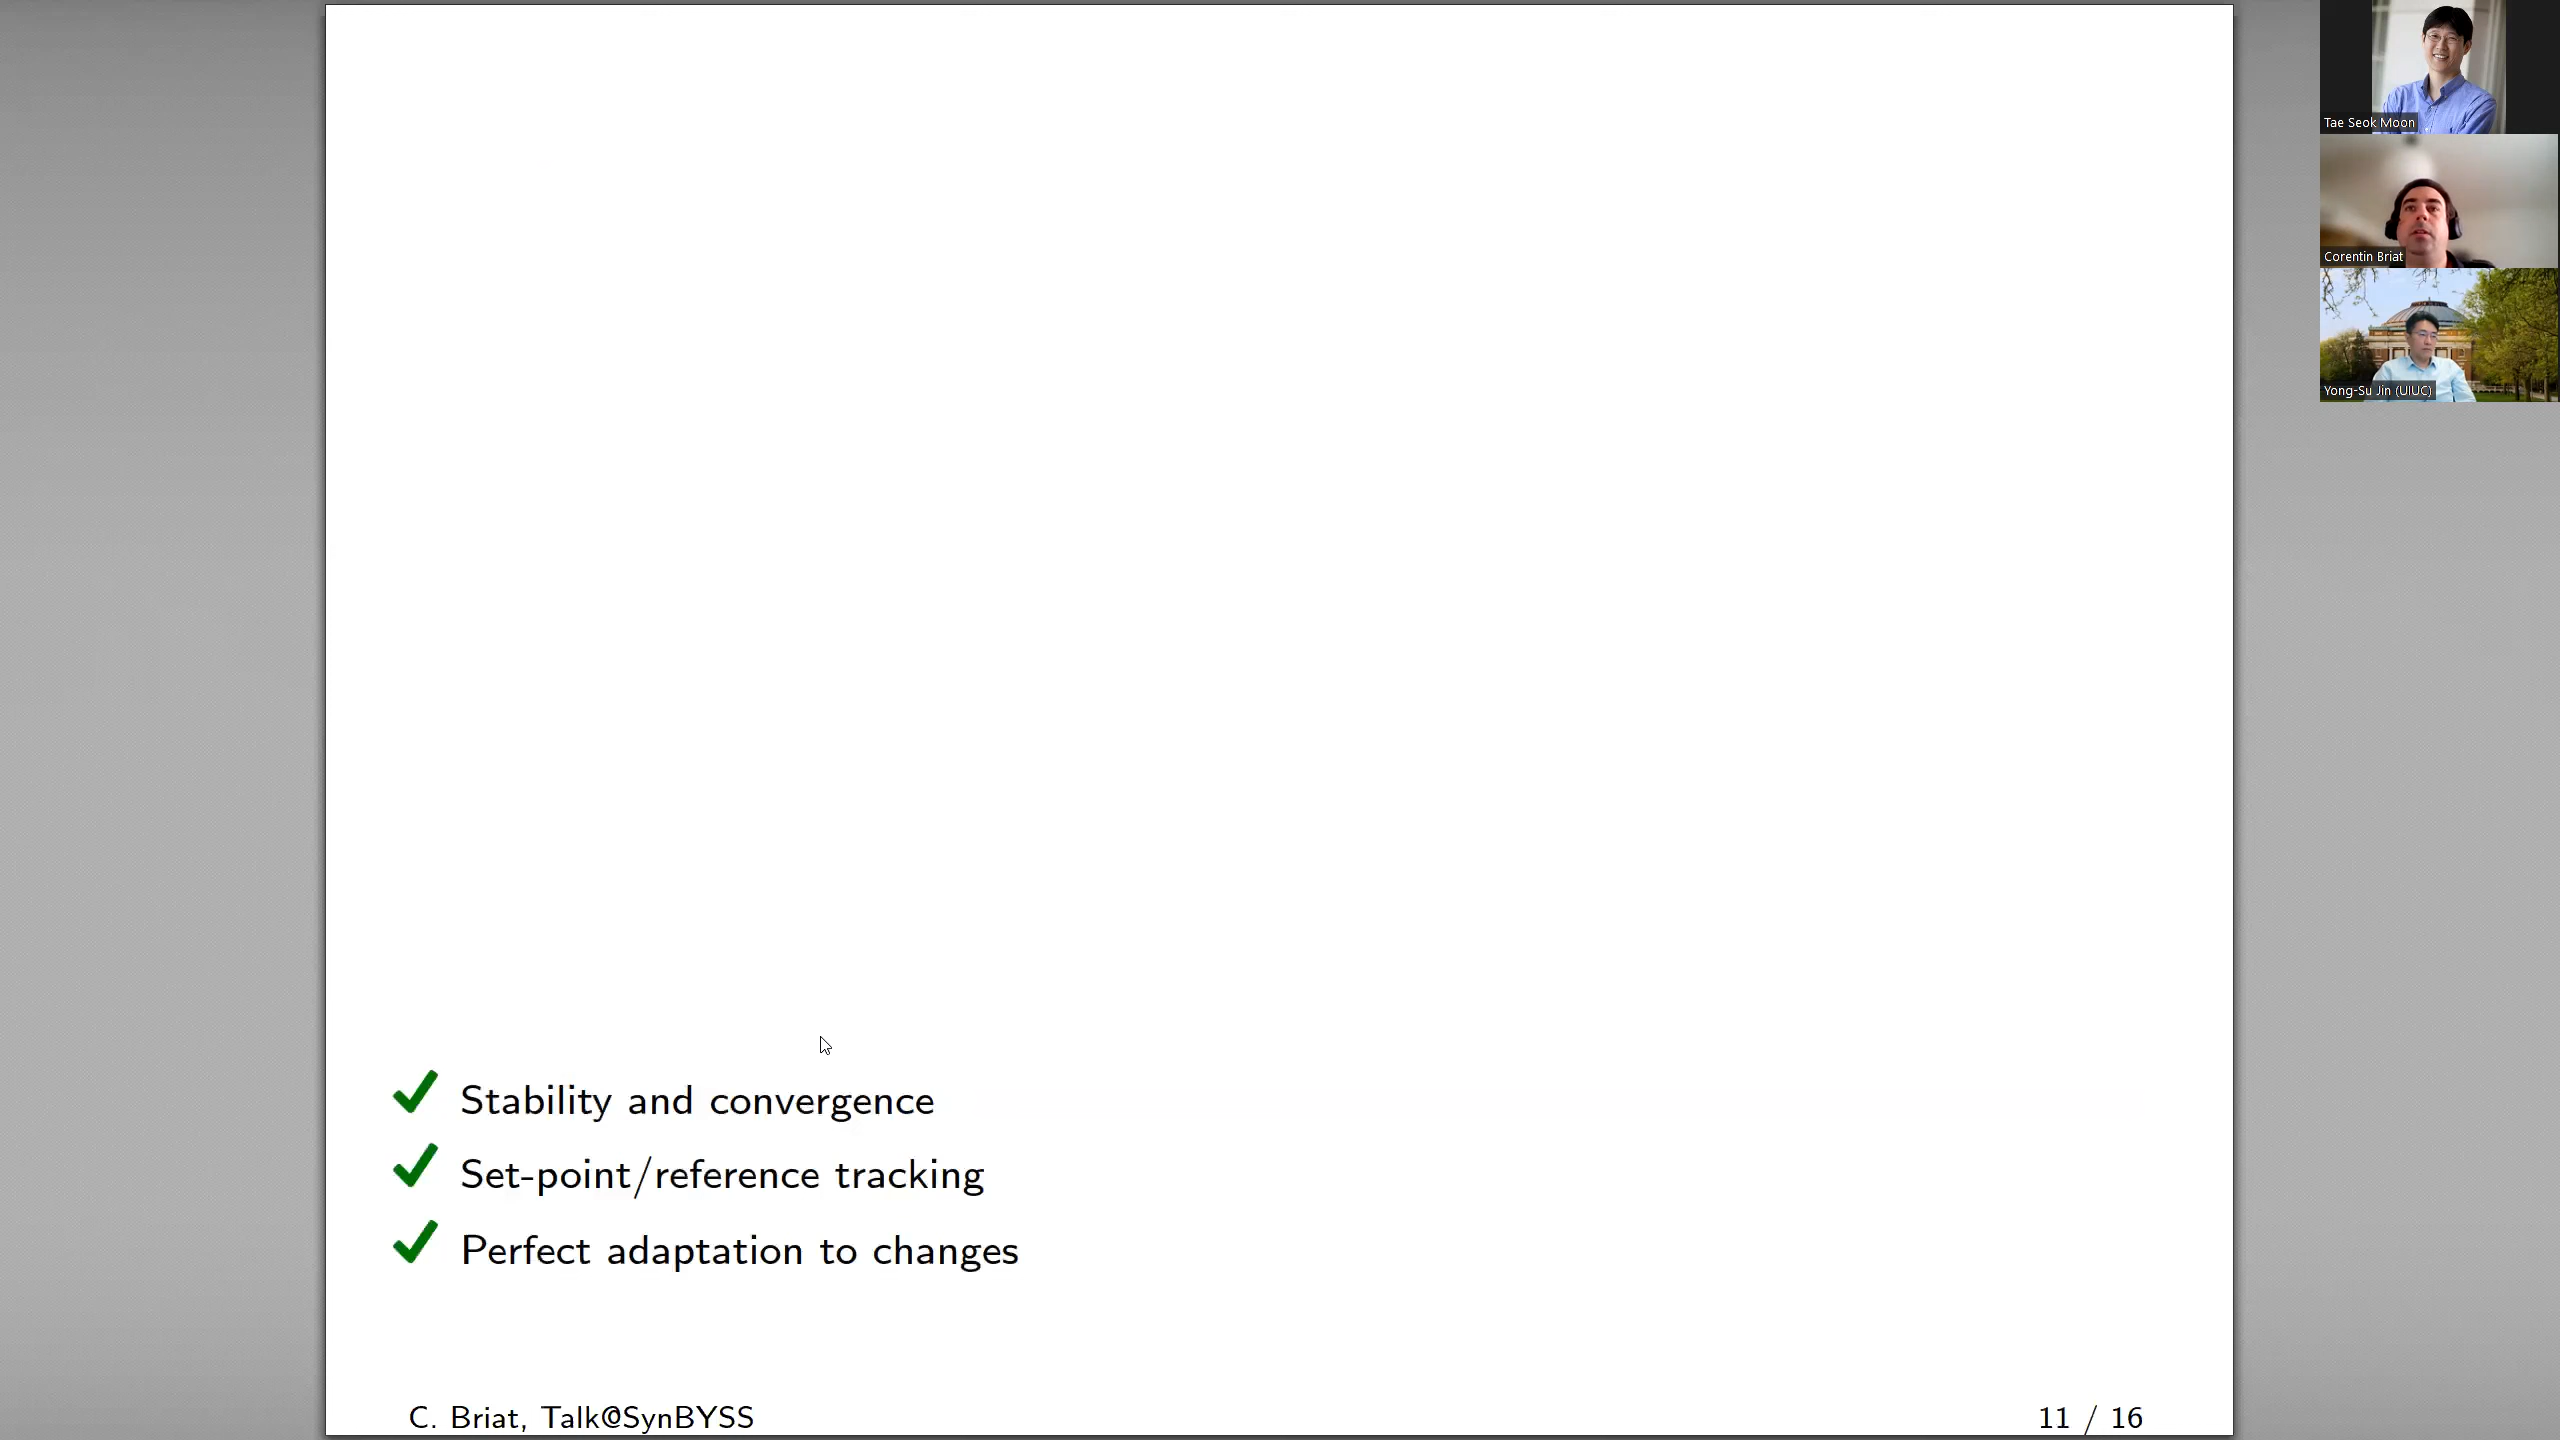 Tae Seok Moon
Corentin Briat
Yong-Su Jin (UIUC)
Stability and convergence
Set-point/reference tracking
Perfect adaptation to changes
C. Briat, Talk@SynBYSS
11 / 16